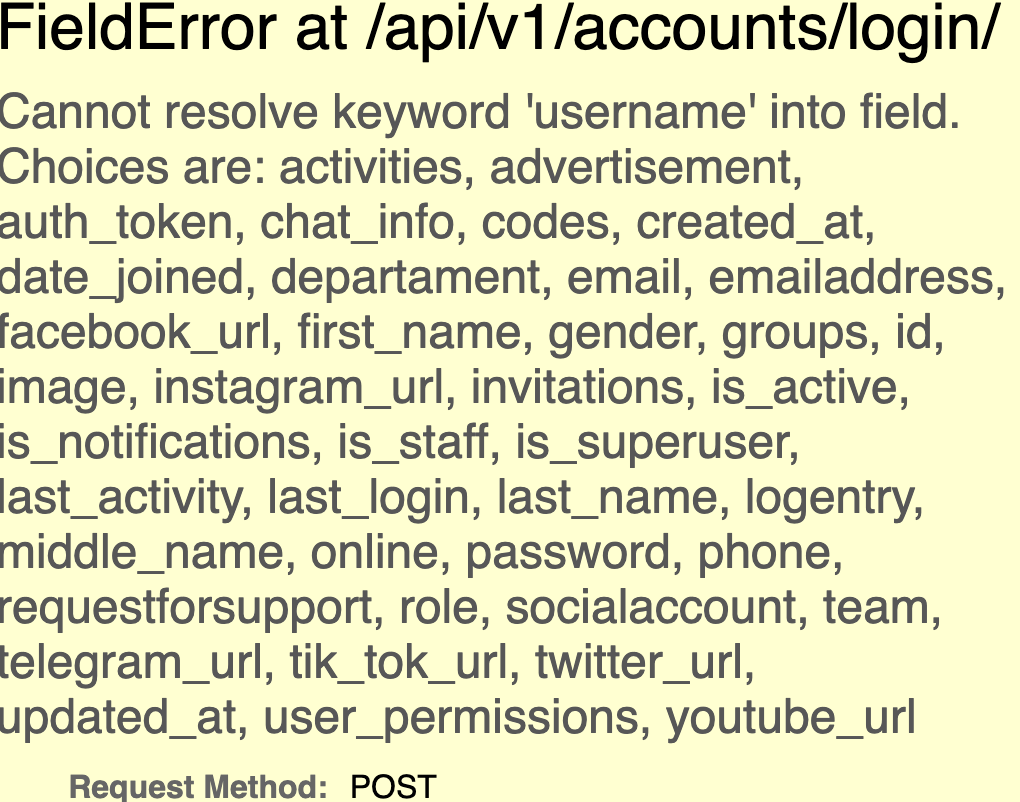 FieldError at /api/v1/accounts/login/
Cannot resolve keyword 'username' into field.
Choices are: activities, advertisement,
auth_token, chat_info, codes, created_at,
date_joined, departament, email, emailaddress,
facebook_url, first_name, gender, groups, id,
image, instagram_url, invitations, is_active,
is_notifications, is_staff, is_superuser,
last_activity, last_login, last_name, logentry,
middle_name, online, password, phone,
requestforsupport, role, socialaccount, team,
telegram_url, tik_tok_url, twitter_url,
updated_at, user_permissions, youtube_url
Request Method: POST